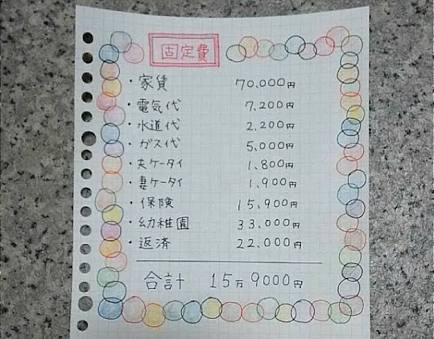 固定費
・家賃 70,000円
・電気代 7,200円
・水道代 2,200円
・ガス代 5,000円
・夫ケータイ 1,800円
・妻ケータイ 1,900円
・保険 15,900円
・幼稚園 33,000円
・返済 22,000円
合計 15万9000円